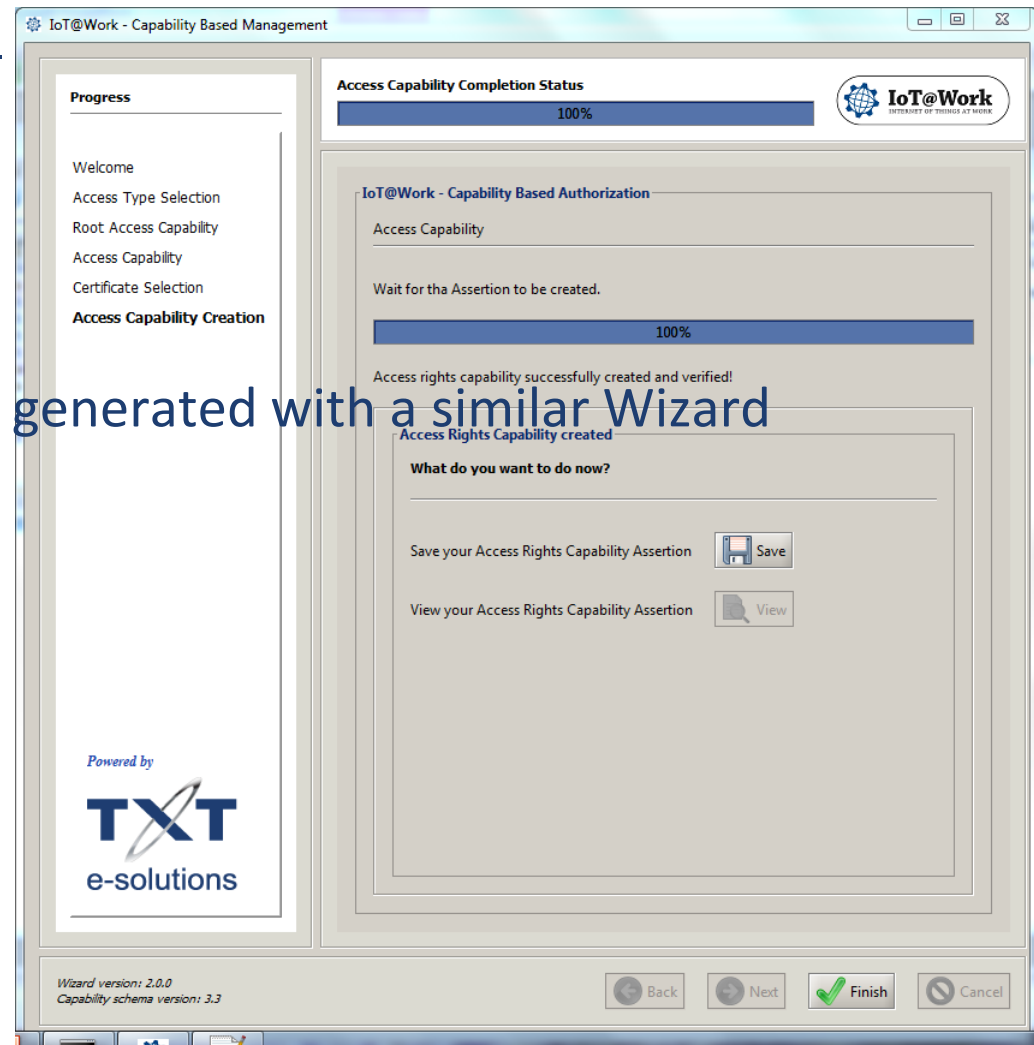 IoT@Work - Capability Based Management
Progress
Welcome
Access Type Selection
Root Access Capability
Access Capability
Certificate Selection
Access Capability Creation
Powered by
TXT
e-solutions
Access Capability Completion Status
100%
IoT@Work
INTERNET OF THINGS AT WORK
IoT@Work - Capability Based Authorization
Access Capability
Wait for tha Assertion to be created.
100%
Access rights capability successfully created and verified!
generated with a similar Wizard
Access Rights Capability created
What do you want to do now?
Save your Access Rights Capability Assertion
Save
View your Access Rights Capability Assertion
View
Wizard version: 2.0.0
Capability schema version: 3.3
Back
Next
Finish
Cancel